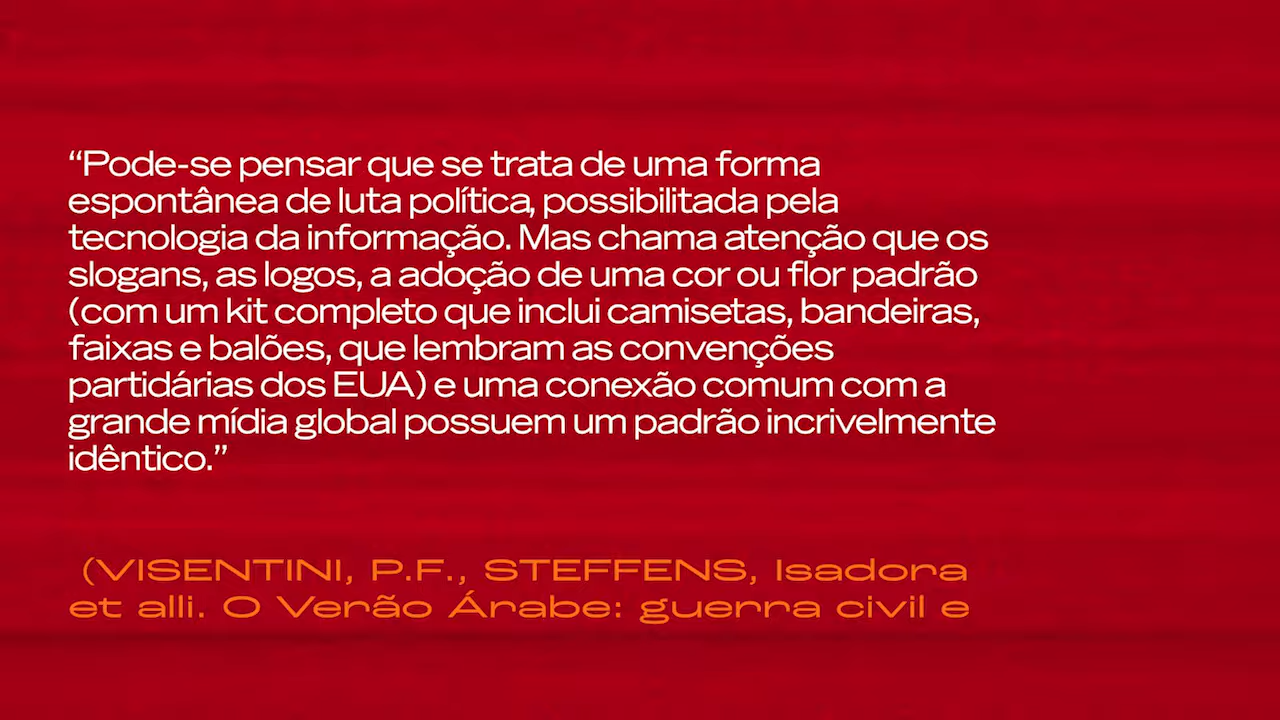 “Pode-se pensar que se trata de uma forma
espontânea de luta política, possibilitada pela
tecnologia da informação. Mas chama atenção que os
slogans, as logos, a adoção de uma cor ou flor padrão
(com um kit completo que inclui camisetas, bandeiras,
faixas e balões, que lembram as convenções
partidárias dos EUA) e uma conexão comum com a
grande mídia global possuem um padrão incrivelmente
idêntico.”
(VISENTINI, P.F., STEFFENS, Isadora
et alli. O Verão Árabe: guerra civil e